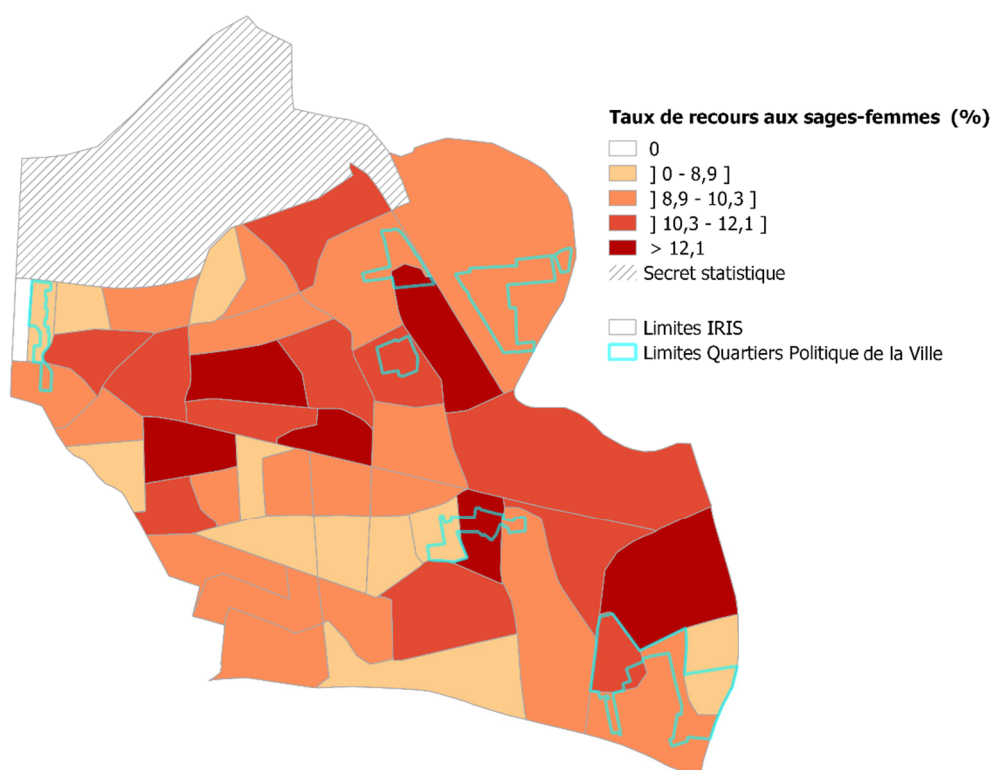 Taux de recours aux sages-femmes (%)
0
] 0 - 8,9 ]
] 8,9 - 10,3 ]
] 10,3 - 12,1 ]
> 12,1
Secret statistique
Limites IRIS
Limites Quartiers Politique de la Ville